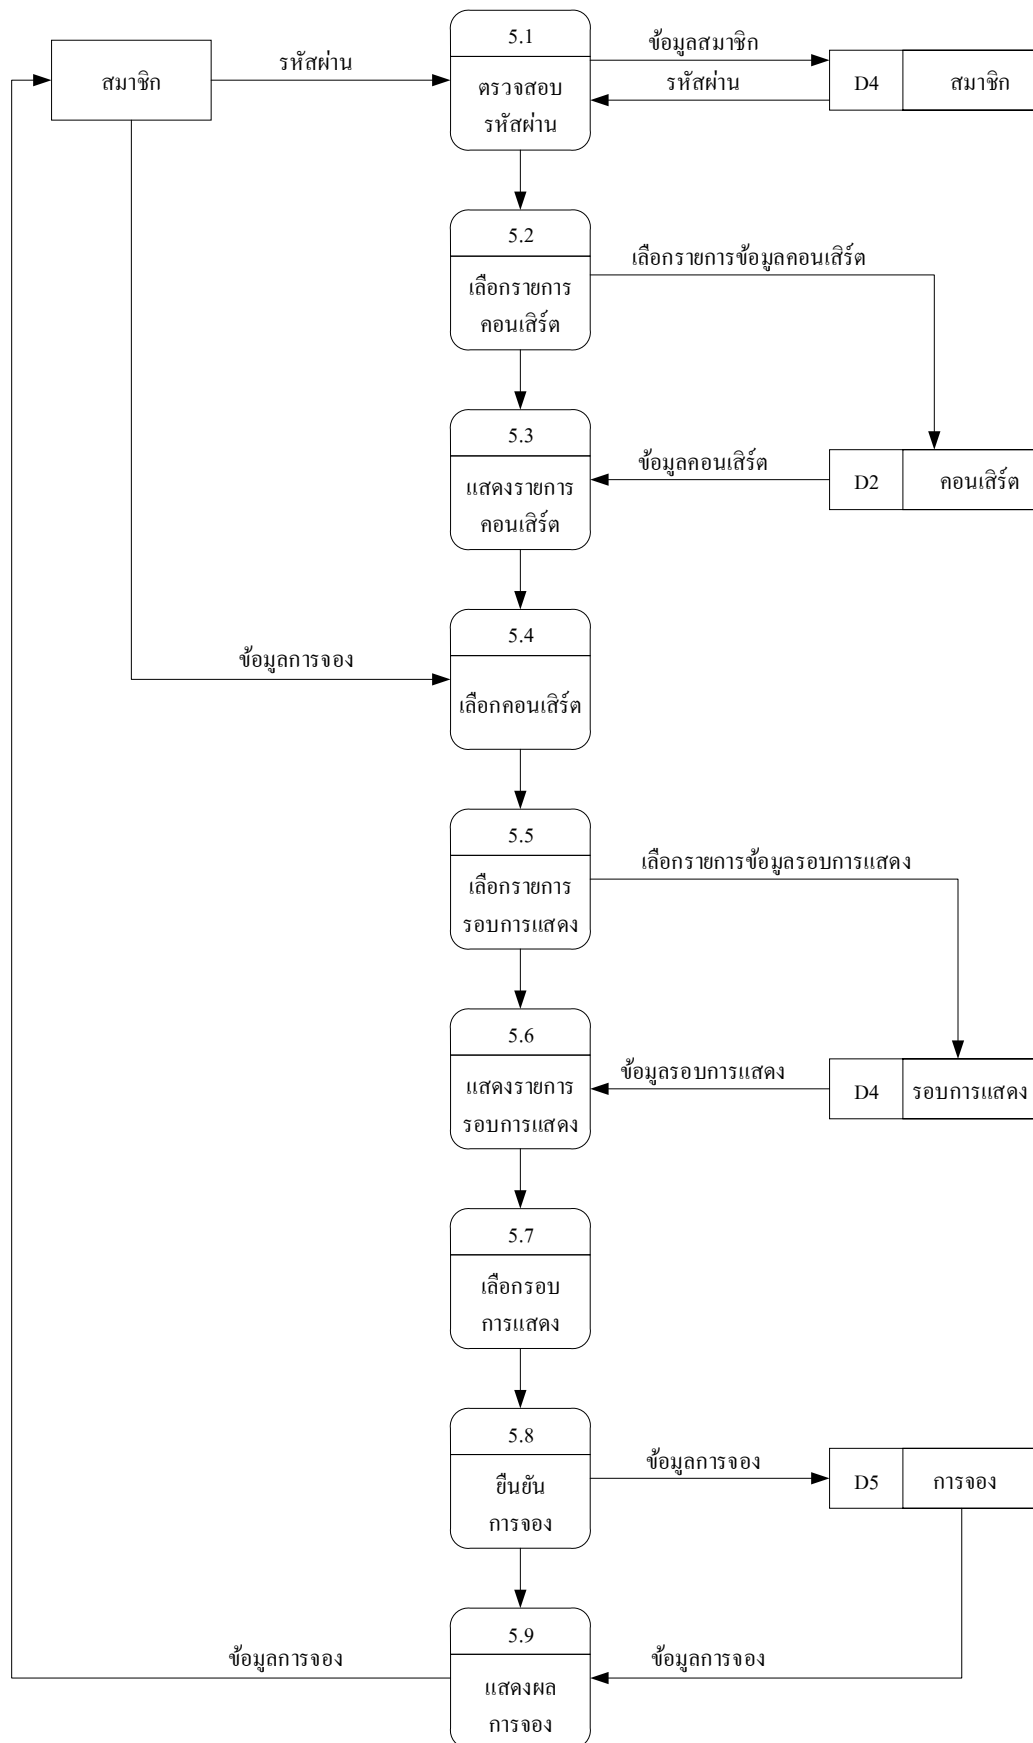 5.1
ข้อมูลสมาชิก
สมาชิก
รหัสผ่าน
ตรวจสอบ
รหัสผ่าน
รหัสผ่าน
D4
สมาชิก
5.2
เลือกรายการข้อมูลคอนเสิร์ต
เลือกรายการ
คอนเสิร์ต
5.3
ข้อมูลคอนเสิร์ต
แสดงรายการ
คอนเสิร์ต
D2
คอนเสิร์ต
5.4
ข้อมูลการจอง
เลือกคอนเสิร์ต
5.5
เลือกรายการข้อมูลรอบการแสดง
เลือกรายการ
รอบการแสดง
5.6
ข้อมูลรอบการแสดง
แสดงรายการ
รอบการแสดง
D4
รอบการแสดง
5.7
เลือกรอบ
การแสดง
5.8
ข้อมูลการจอง
ยืนยัน
การจอง
D5
การจอง
5.9
ข้อมูลการจอง
ข้อมูลการจอง
แสดงผล
การจอง